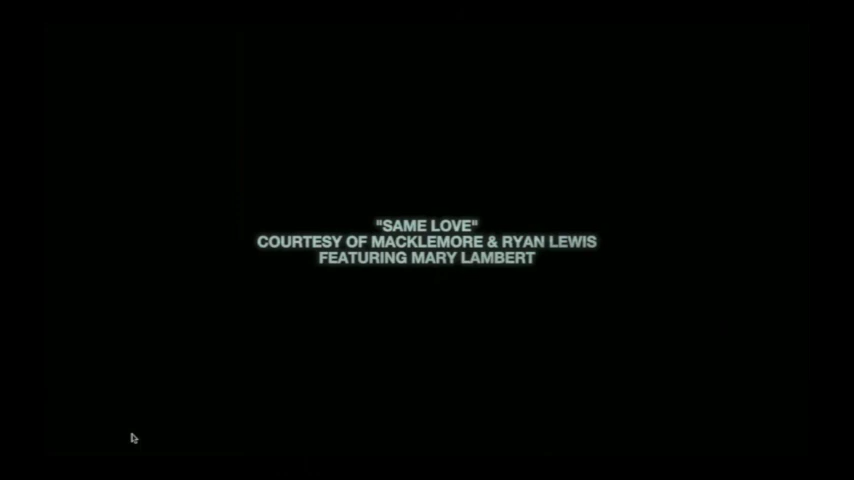 "SAME LOVE"
COURTESY OF MACKLEMORE & RYAN LEWIS
FEATURING MARY LAMBERT